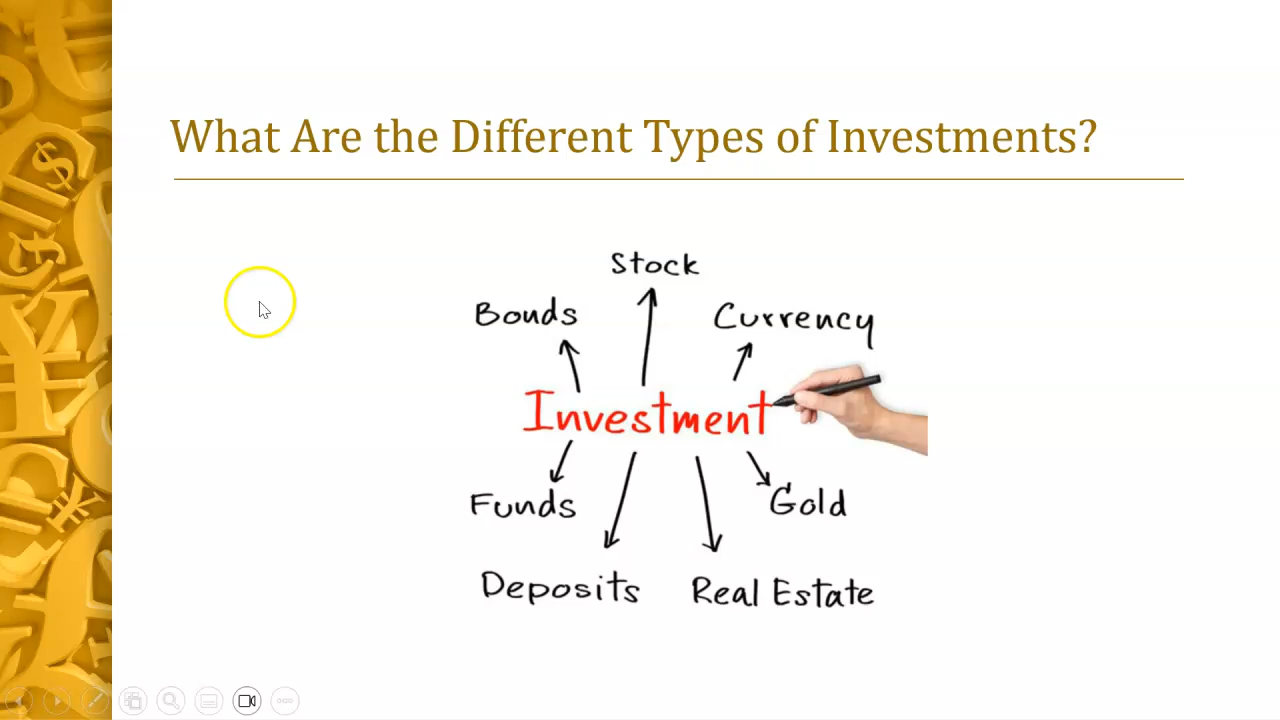 What Are the Different Types of Investments?
Stock
Bonds
Currency
Investment
Funds
Gold
Deposits
Real Estate